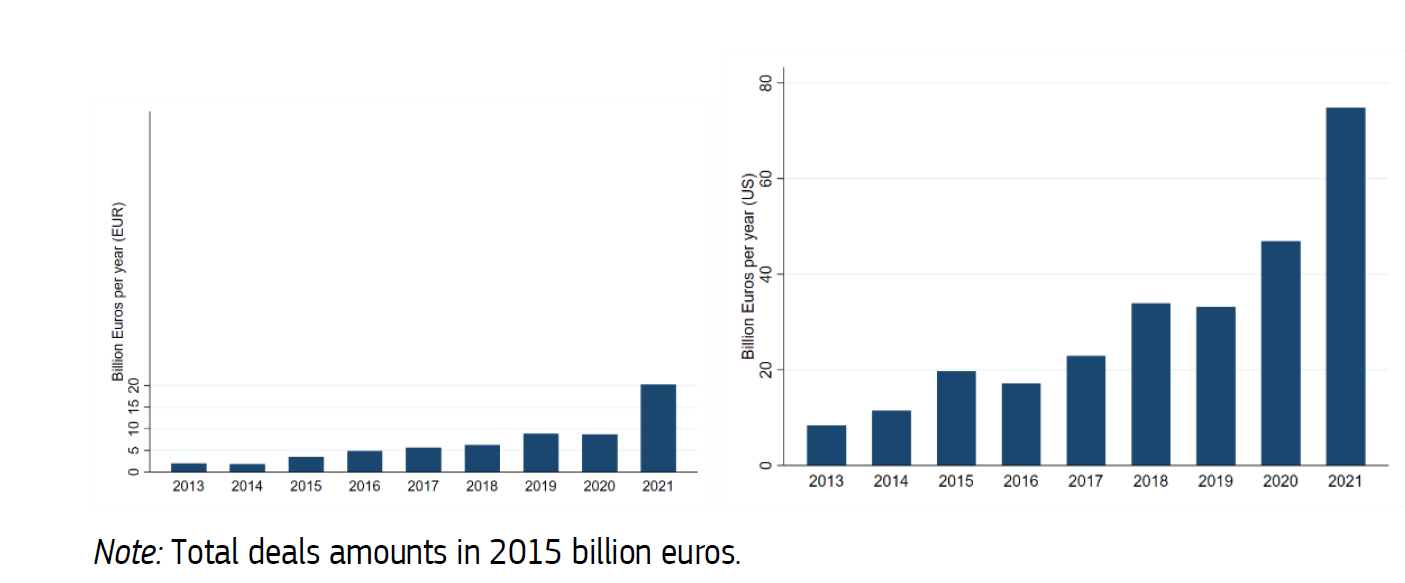 Billion Euros per year (EUR)
20
15
10
5
0
2013 2014 2015 2016 2017 2018 2019 2020 2021
Billion Euros per year (US)
80
60
40
20
0
2013 2014 2015 2016 2017 2018 2019 2020 2021
Note: Total deals amounts in 2015 billion euros.